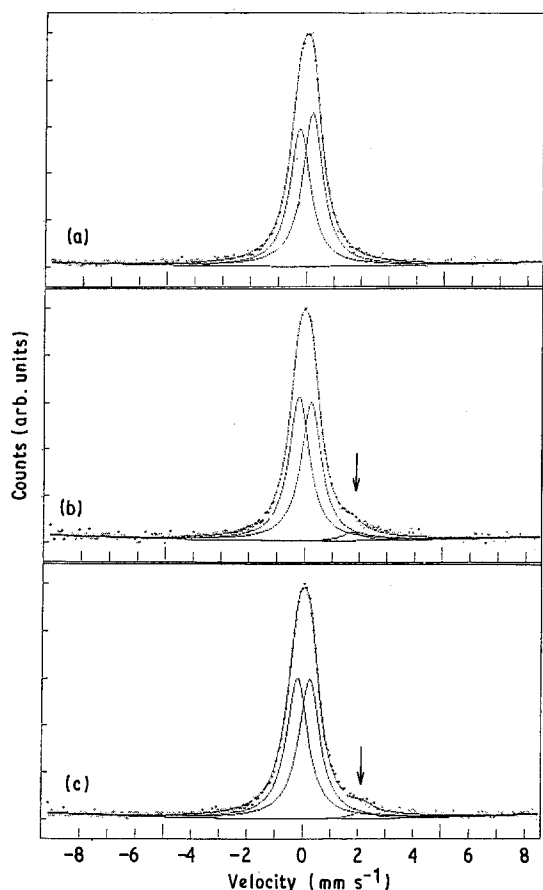 (a)
Counts (arb. units)
(b)
(c)
-8 -6 -4 -2 0 2 4 6 8
Velocity (mm s-1)